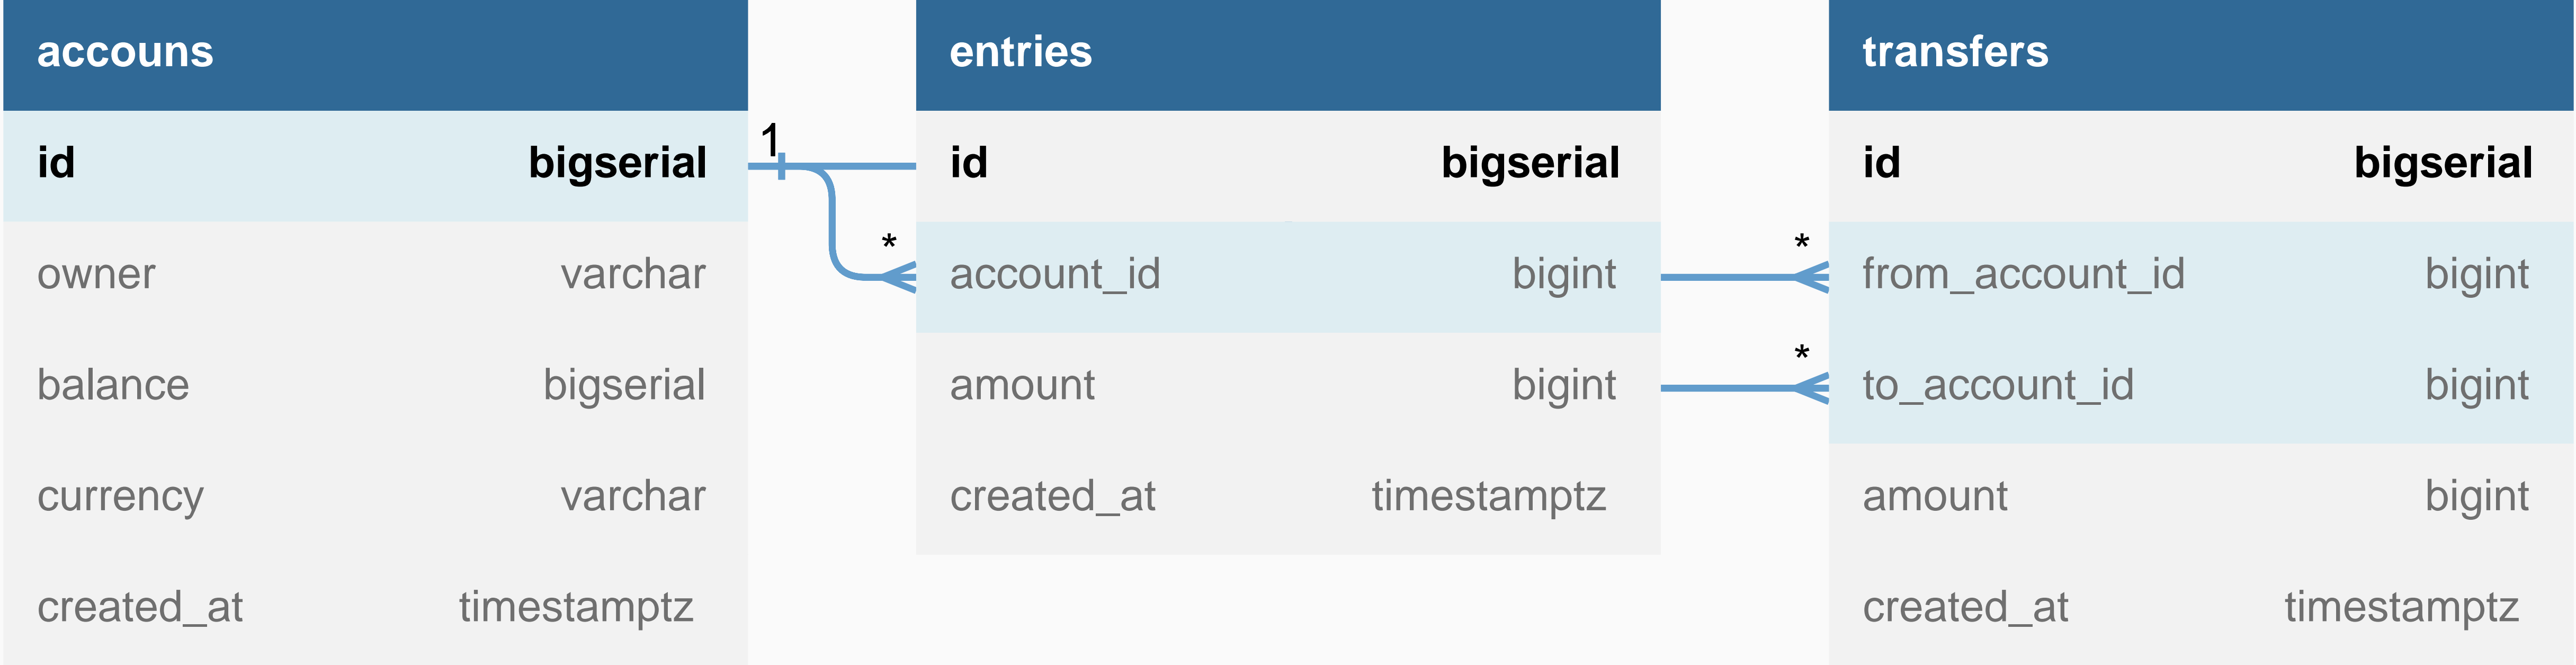 accouns
id bigserial
owner varchar
balance bigserial
currency varchar
created_at timestamptz
1
*
entries
id bigserial
account_id bigint
amount bigint
created_at timestamptz
*
*
transfers
id bigserial
from_account_id bigint
to_account_id bigint
amount bigint
created_at timestamptz